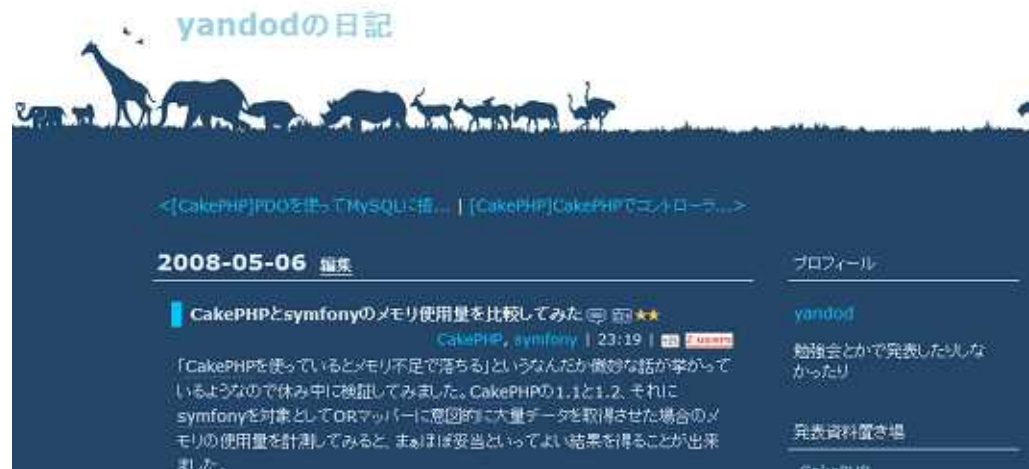 yandodの日記
<[CakePHP]PDOを使ってMySQLに接... | [CakePHP]CakePHPでコントローラ...>
2008-05-06 編集
CakePHPとsymfonyのメモリ使用量を比較してみた
CakePHP, symfony | 23:19 | 2 users
「CakePHPを使っているとメモリ不足で落ちる」というなんだか微妙な話が挙がって
いるようなので休み中に検証してみました。CakePHPの1.1と1.2、それに
symfonyを対象としてORマッパーに意図的に大量データを取得させた場合のメ
モリの使用量を計測してみると、まぁほぼ妥当といってよい結果を得ることが出来
ました。
プロフィール
yandod
勉強会とかで発表したりしな
かったり
発表資料置き場